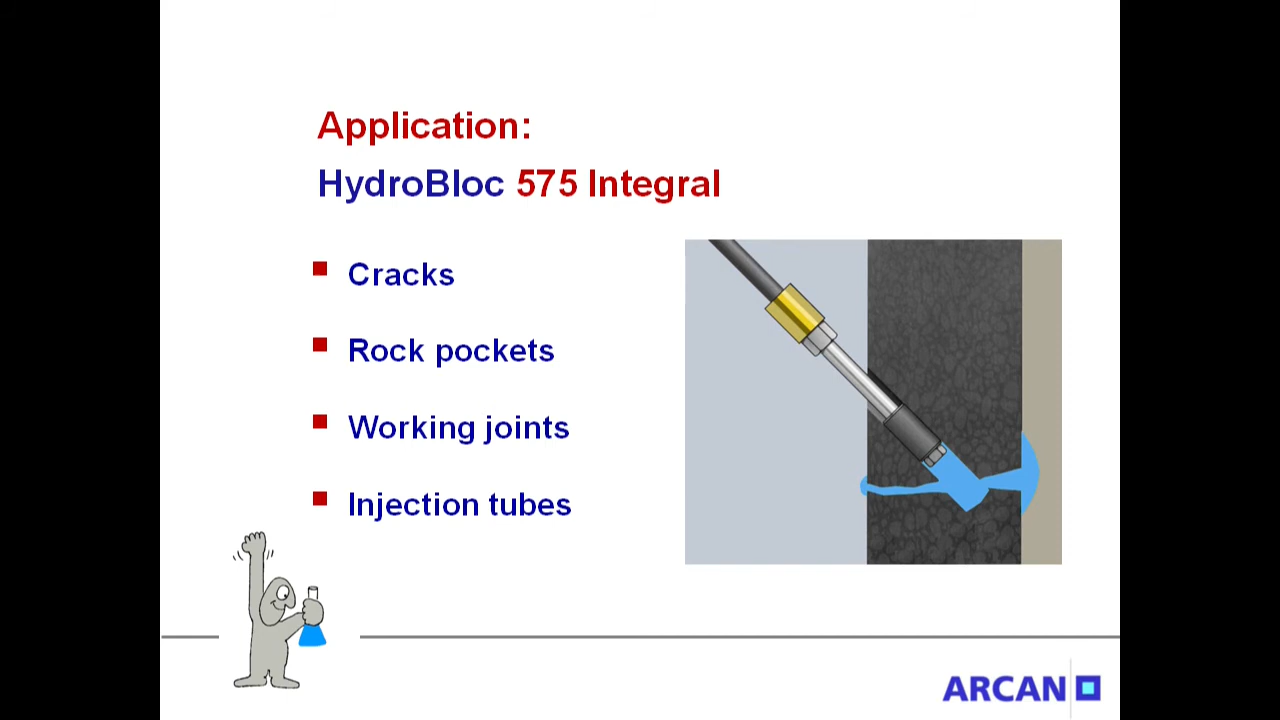 Application:
HydroBloc 575 Integral
Cracks
Rock pockets
Working joints
Injection tubes
ARCAN